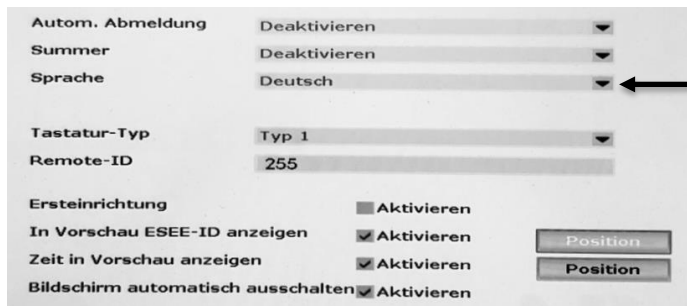 Autom. Abmeldung Deaktivieren
Summer Deaktivieren
Sprache Deutsch
Tastatur-Typ Typ 1
Remote-ID 255
Ersteinrichtung Aktivieren
In Vorschau ESEE-ID anzeigen Aktivieren Position
Zeit in Vorschau anzeigen Aktivieren Position
Bildschirm automatisch ausschalten Aktivieren